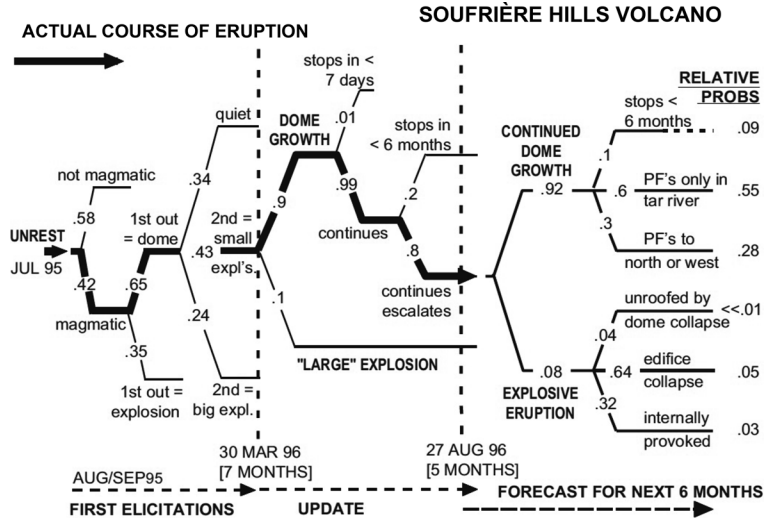 SOUFRIÈRE HILLS VOLCANO
ACTUAL COURSE OF ERUPTION
UNREST
JUL 95
.58
not magmatic
.42
magmatic
.65
1st out
= dome
.35
1st out =
explosion
.34
quiet
.43
2nd =
small
expl's.
.24
2nd =
big expl.
.9
DOME
GROWTH
.1
"LARGE" EXPLOSION
.01
stops in <
7 days
.99
continues
.2
stops in
< 6 months
.8
continues
escalates
CONTINUED
DOME
GROWTH
.92
.08
EXPLOSIVE
ERUPTION
RELATIVE
PROBS
.1
stops <
6 months
.09
.6
PF's only in
tar river
.55
.3
PF's to
north or west
.28
.04
unroofed by
dome collapse
<<.01
.64
edifice
collapse
.05
.32
internally
provoked
.03
30 MAR 96
[7 MONTHS]
27 AUG 96
[5 MONTHS]
AUG/SEP95
FIRST ELICITATIONS
UPDATE
FORECAST FOR NEXT 6 MONTHS